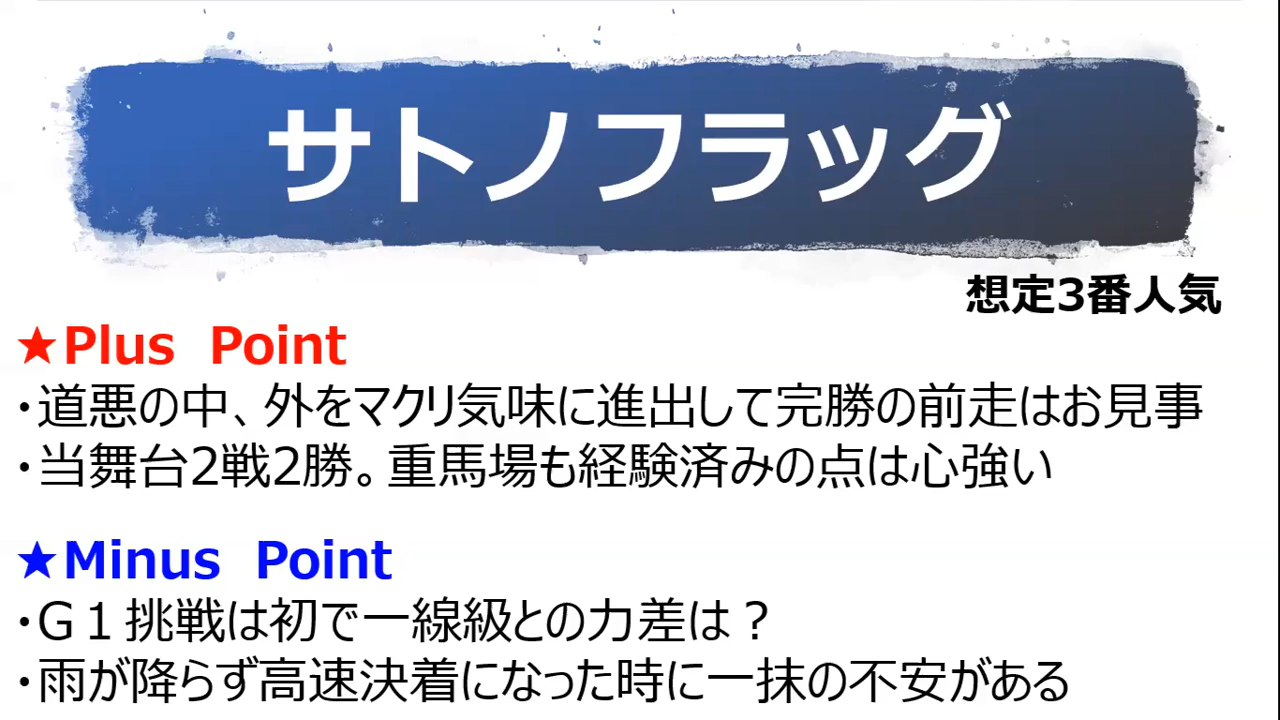 サトノフラッグ
想定3番人気
★Plus Point
・道悪の中、外をマクリ気味に進出して完勝の前走はお見事
・当舞台2戦2勝。重馬場も経験済みの点は心強い
★Minus Point
・G１挑戦は初で一線級との力差は？
・雨が降らず高速決着になった時に一抹の不安がある